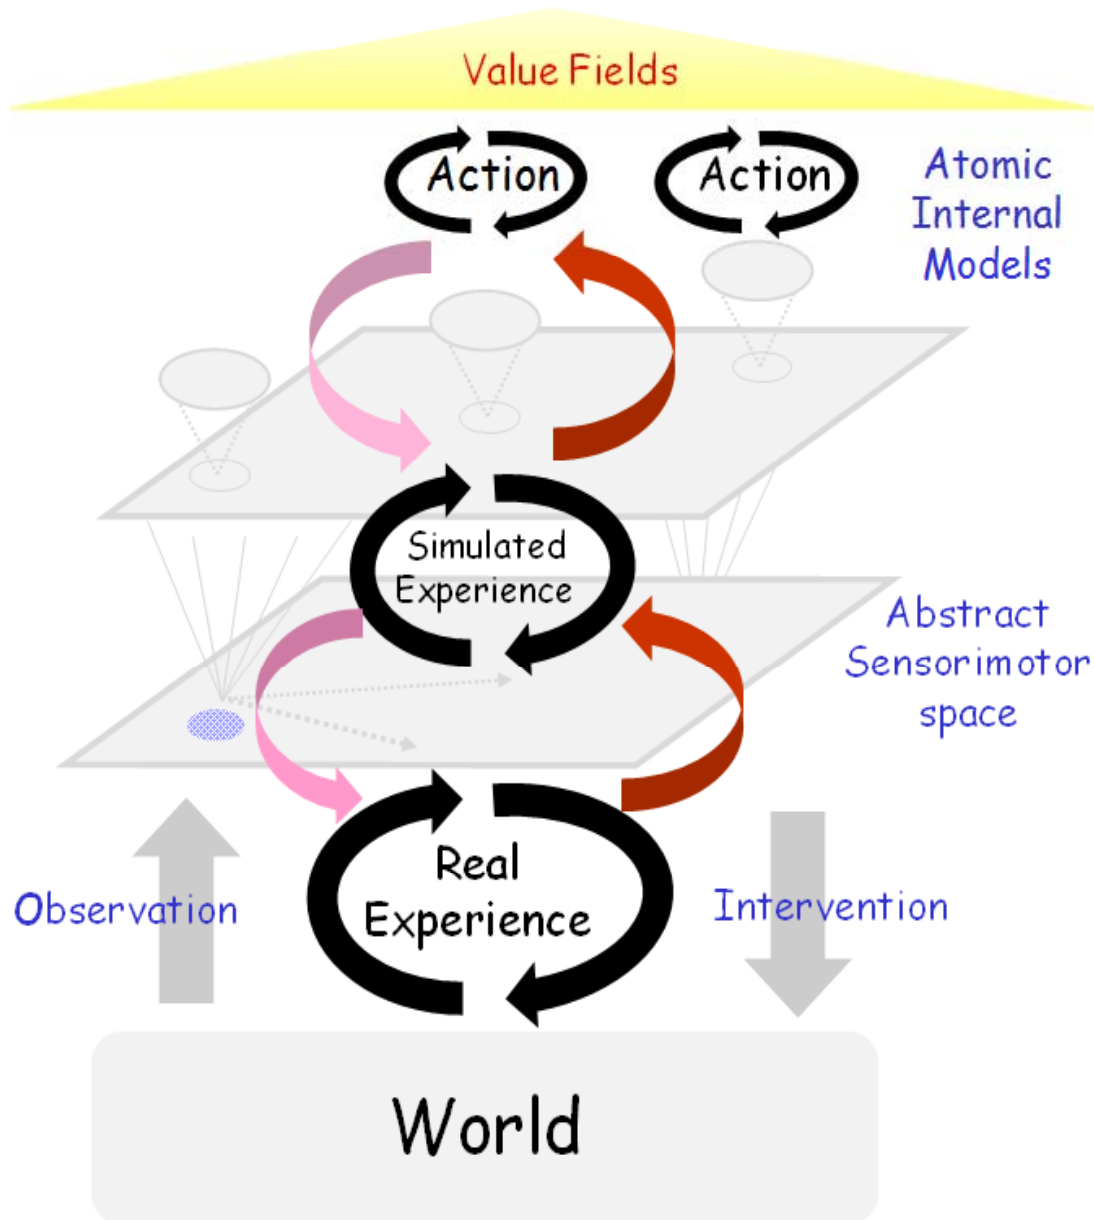 Value Fields
Action
Action
Atomic
Internal
Models
Simulated
Experience
Abstract
Sensorimotor
space
Real
Experience
Observation
Intervention
World